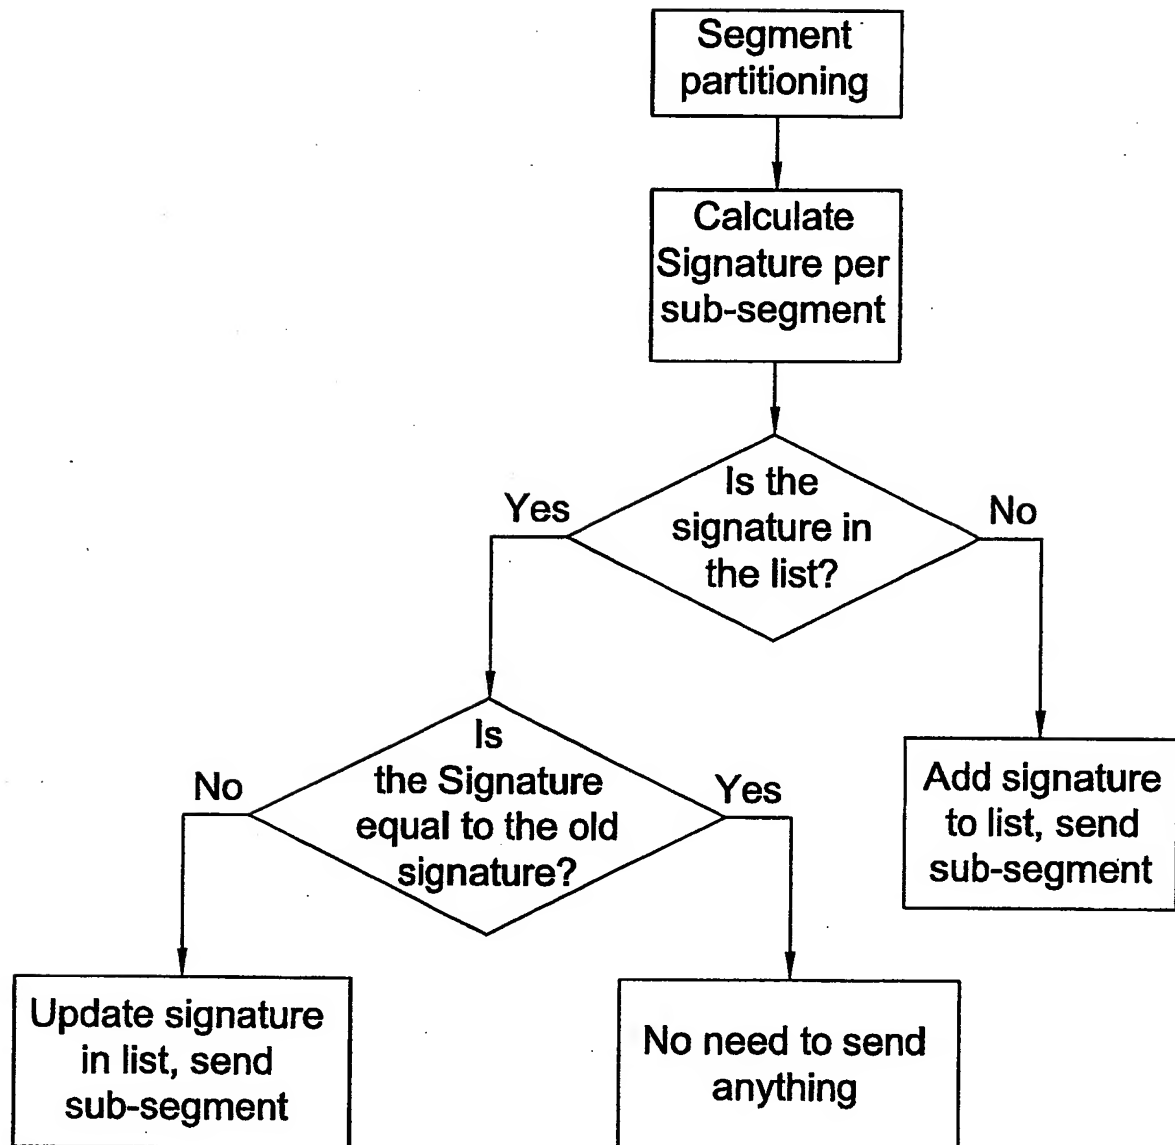 Segment
partitioning
Calculate
Signature per
sub-segment
Is the
signature in
the list?
Yes
No
Is
the Signature
equal to the old
signature?
No
Yes
Add signature
to list, send
sub-segment
Update signature
in list, send
sub-segment
No need to send
anything